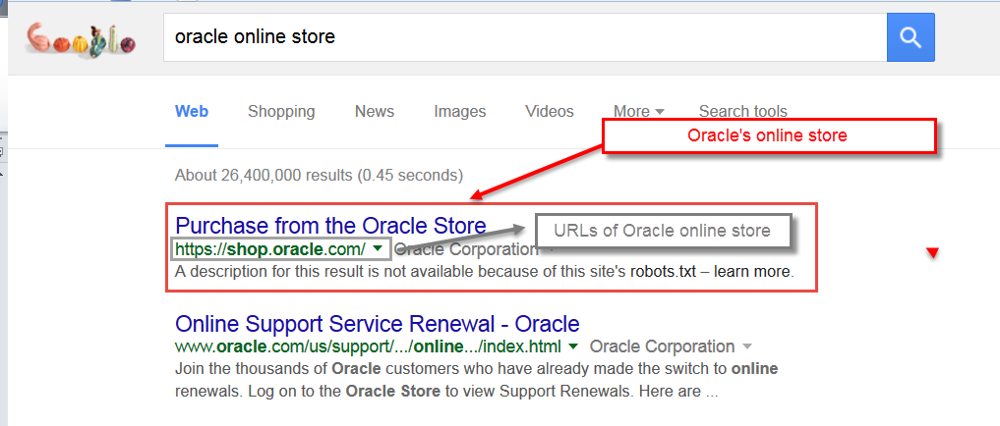 Google
oracle online store
Web Shopping News Images Videos More Search tools
Oracle's online store
About 26,400,000 results (0.45 seconds)
Purchase from the Oracle Store
URLs of Oracle online store
https://shop.oracle.com/ Oracle Corporation
A description for this result is not available because of this site's robots.txt – learn more.
Online Support Service Renewal - Oracle
www.oracle.com/us/support/.../online.../index.html Oracle Corporation
Join the thousands of Oracle customers who have already made the switch to online
renewals. Log on to the Oracle Store to view Support Renewals. Here are ...